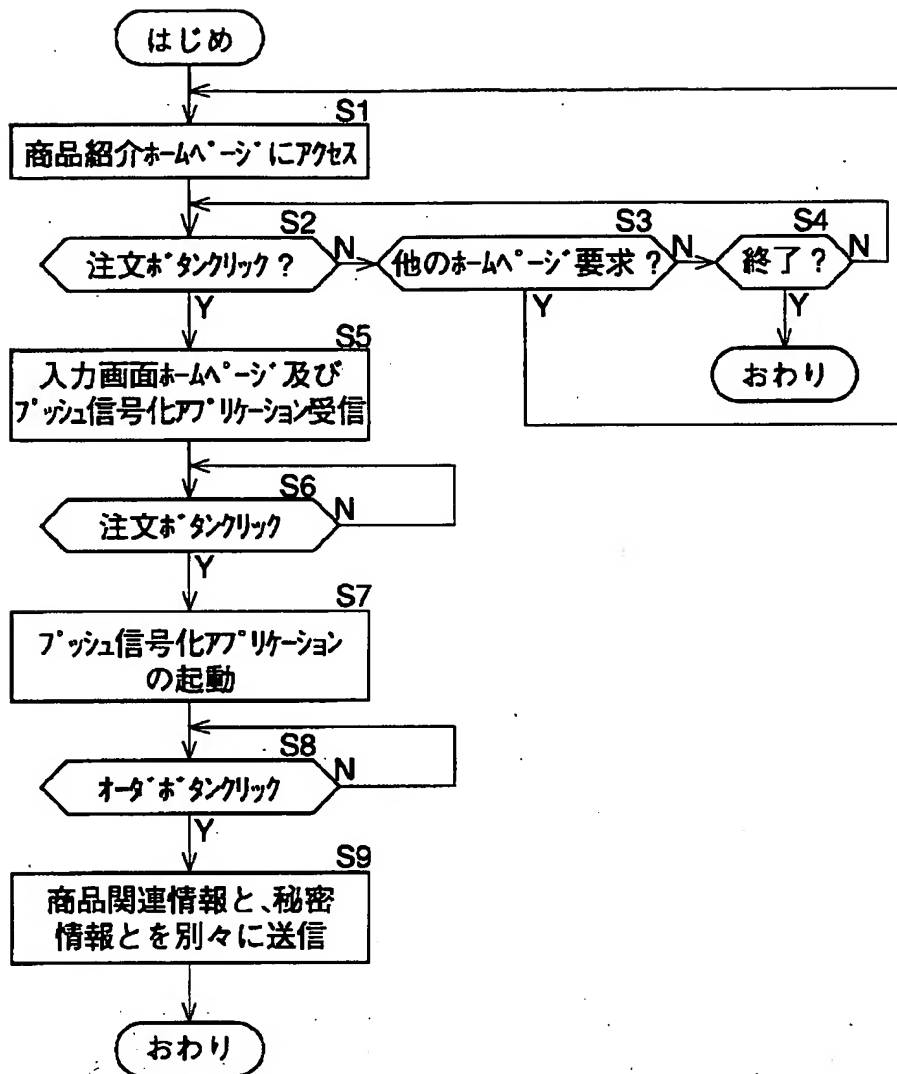 はじめ
S1
商品紹介ホームページにアクセス
S2
注文ボタンクリック?
N
Y
S3
他のホームページ要求?
N
Y
S4
終了?
N
Y
おわり
S5
入力画面ホームページ及び
プッシュ信号化アプリケーション受信
S6
注文ボタンクリック
N
Y
S7
プッシュ信号化アプリケーション
の起動
S8
オーダボタンクリック
N
Y
S9
商品関連情報と、秘密
情報とを別々に送信
おわり